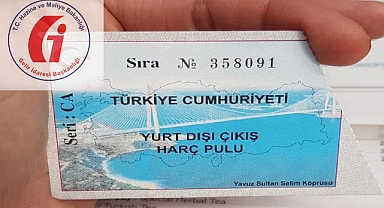 T.C. Hazine ve Maliye Bakanlığı
Gelir İdaresi Başkanlığı
Sıra № 358091
Seri : CA
TÜRKİYE CUMHURİYETİ
YURT DIŞI ÇIKIŞ
HARÇ PULU
Yavuz Sultan Selim Köprüsü